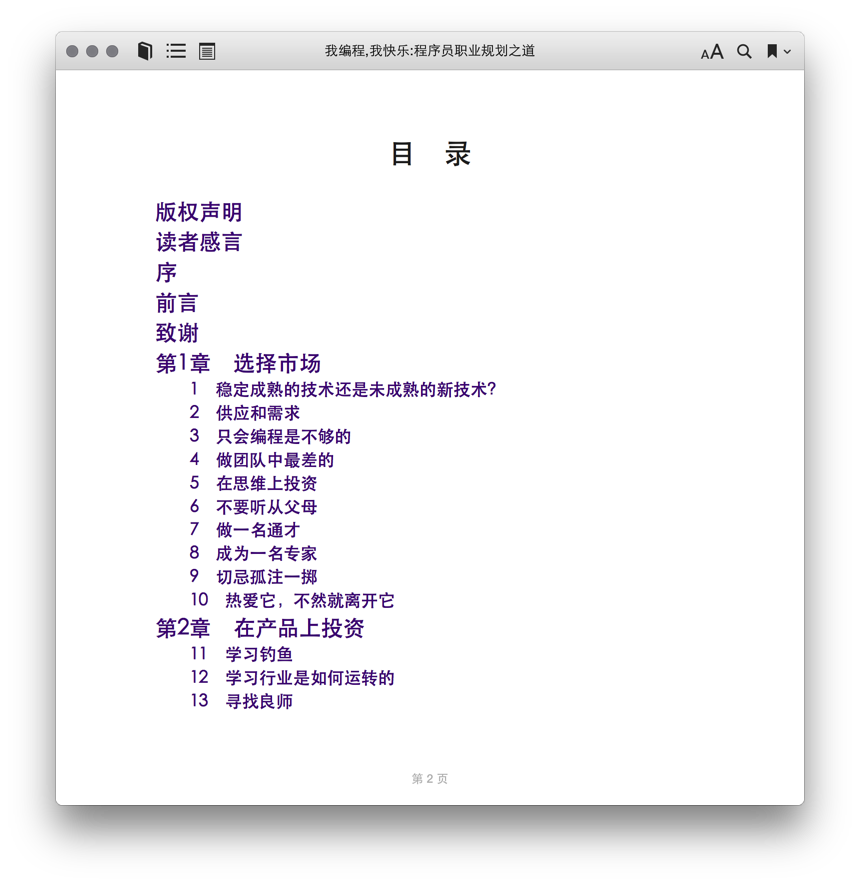 我编程,我快乐:程序员职业规划之道
AA
目 录
版权声明
读者感言
序
前言
致谢
第1章 选择市场
1 稳定成熟的技术还是未成熟的新技术?
2 供应和需求
3 只会编程是不够的
4 做团队中最差的
5 在思维上投资
6 不要听从父母
7 做一名通才
8 成为一名专家
9 切忌孤注一掷
10 热爱它，不然就离开它
第2章 在产品上投资
11 学习钓鱼
12 学习行业是如何运转的
13 寻找良师
第 2 页